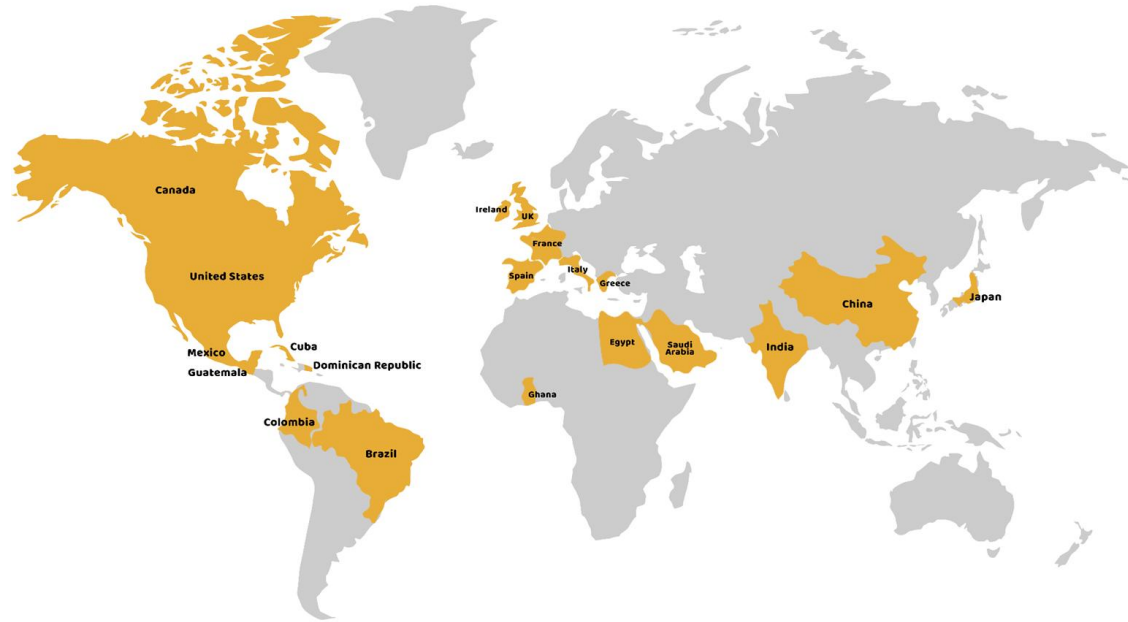 Canada
Ireland
UK
France
United States
Spain
Italy
Greece
China
Japan
Mexico
Cuba
Egypt
Saudi
Arabia
India
Guatemala
Dominican Republic
Ghana
Colombia
Brazil